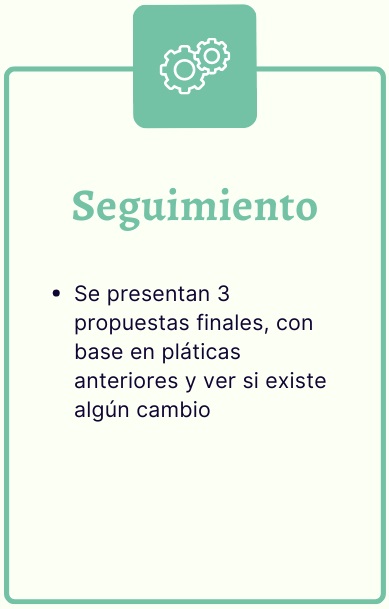 Seguimiento
• Se presentan 3
propuestas finales, con
base en pláticas
anteriores y ver si existe
algún cambio